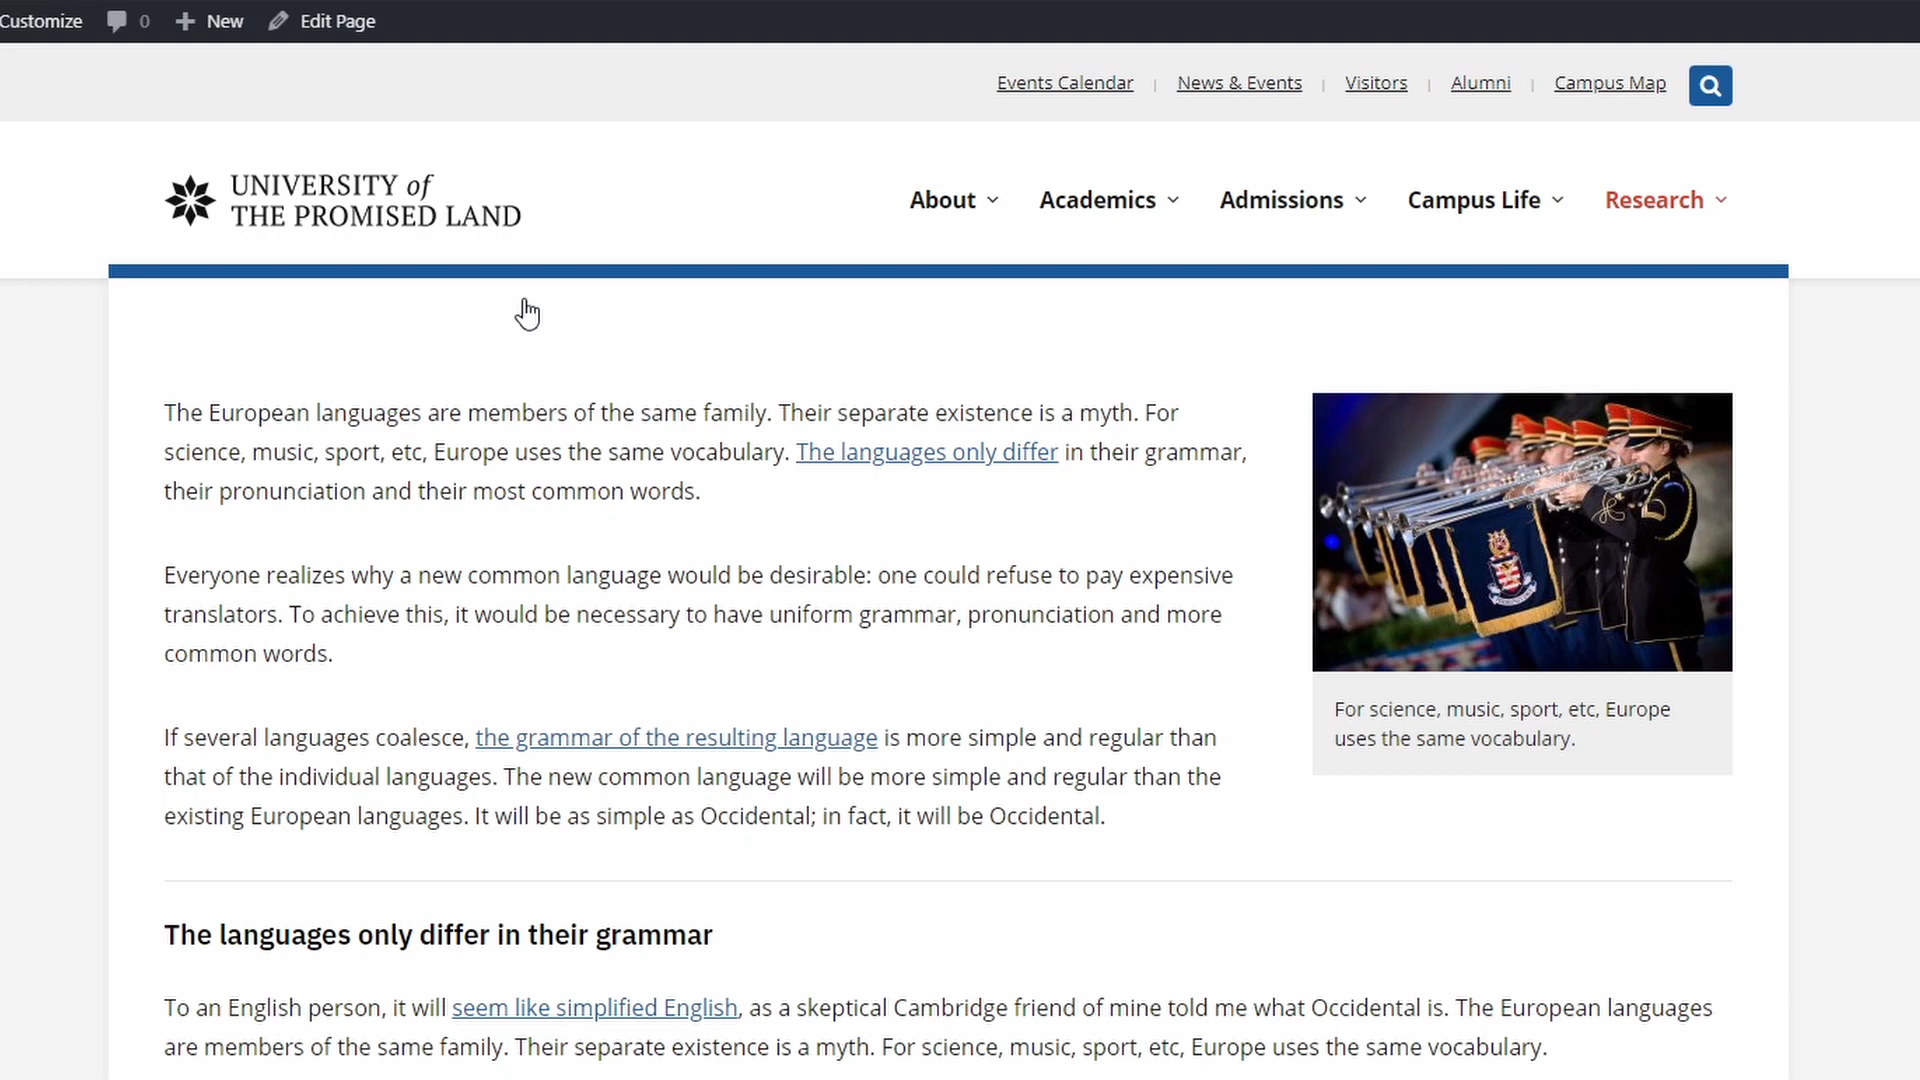 Customize 0 New Edit Page
Events Calendar News & Events Visitors Alumni Campus Map
UNIVERSITY of
THE PROMISED LAND
About Academics Admissions Campus Life Research
The European languages are members of the same family. Their separate existence is a myth. For
science, music, sport, etc, Europe uses the same vocabulary. The languages only differ in their grammar,
their pronunciation and their most common words.
Everyone realizes why a new common language would be desirable: one could refuse to pay expensive
translators. To achieve this, it would be necessary to have uniform grammar, pronunciation and more
common words.
If several languages coalesce, the grammar of the resulting language is more simple and regular than
that of the individual languages. The new common language will be more simple and regular than the
existing European languages. It will be as simple as Occidental; in fact, it will be Occidental.
For science, music, sport, etc, Europe
uses the same vocabulary.
The languages only differ in their grammar
To an English person, it will seem like simplified English, as a skeptical Cambridge friend of mine told me what Occidental is. The European languages
are members of the same family. Their separate existence is a myth. For science, music, sport, etc, Europe uses the same vocabulary.